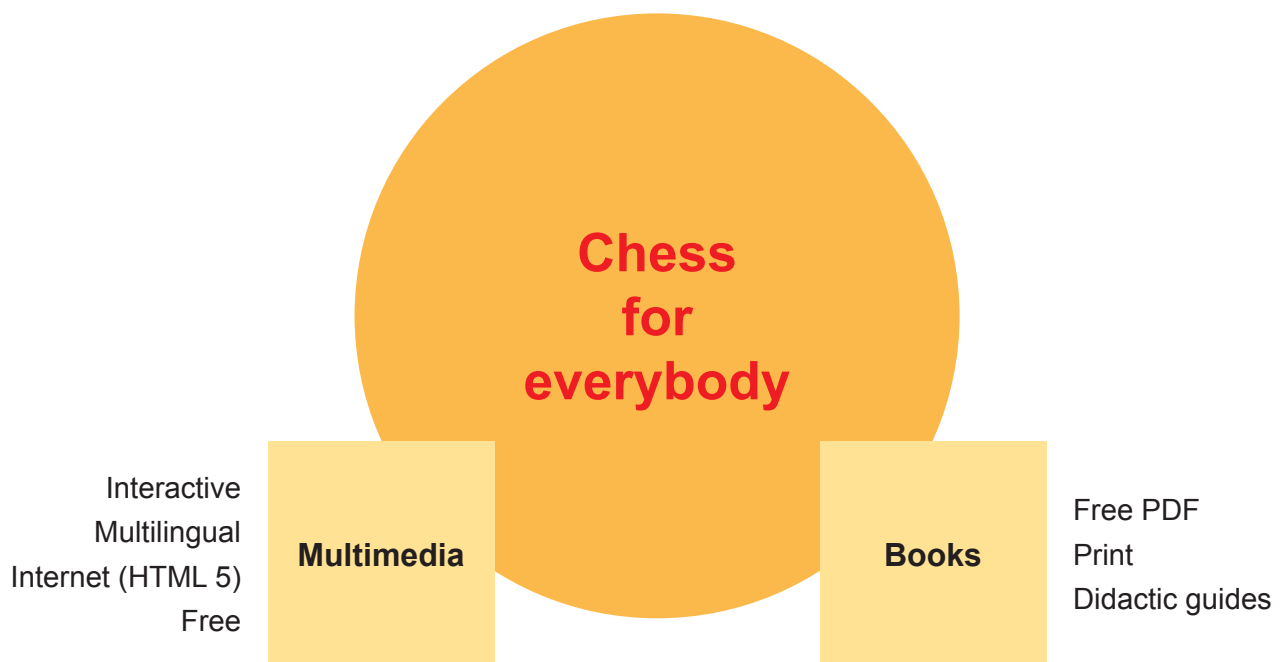 Chess
for
everybody
Interactive
Multilingual
Internet (HTML 5)
Free
Multimedia
Books
Free PDF
Print
Didactic guides